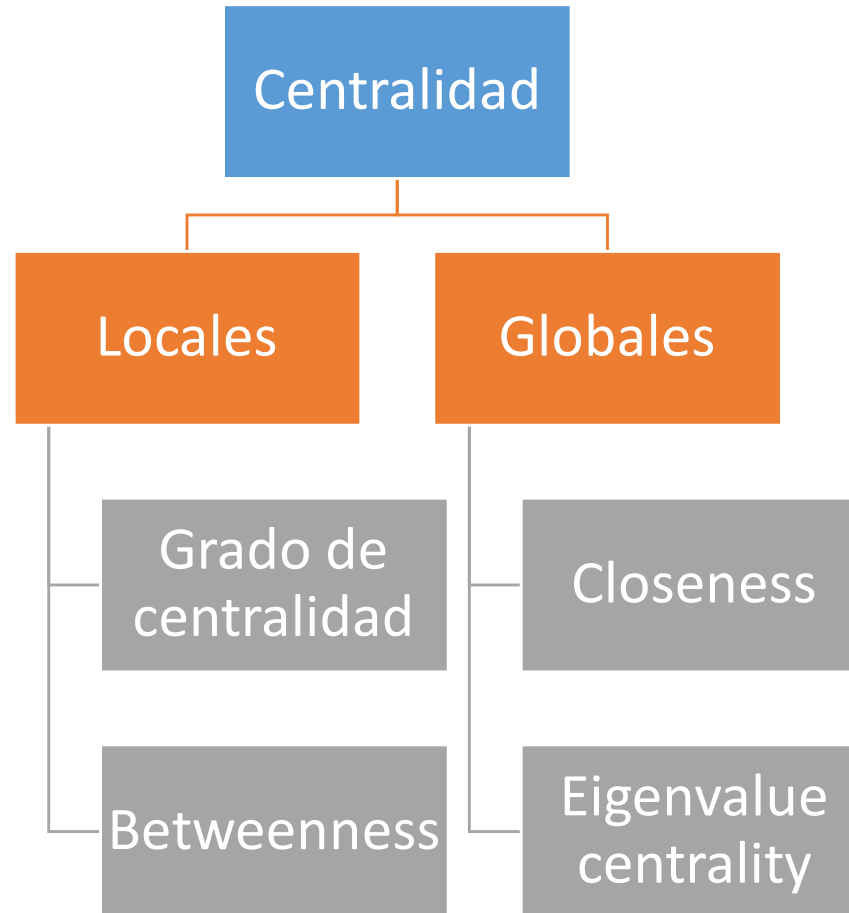 Centralidad
Locales
Globales
Grado de
centralidad
Closeness
Betweenness
Eigenvalue
centrality